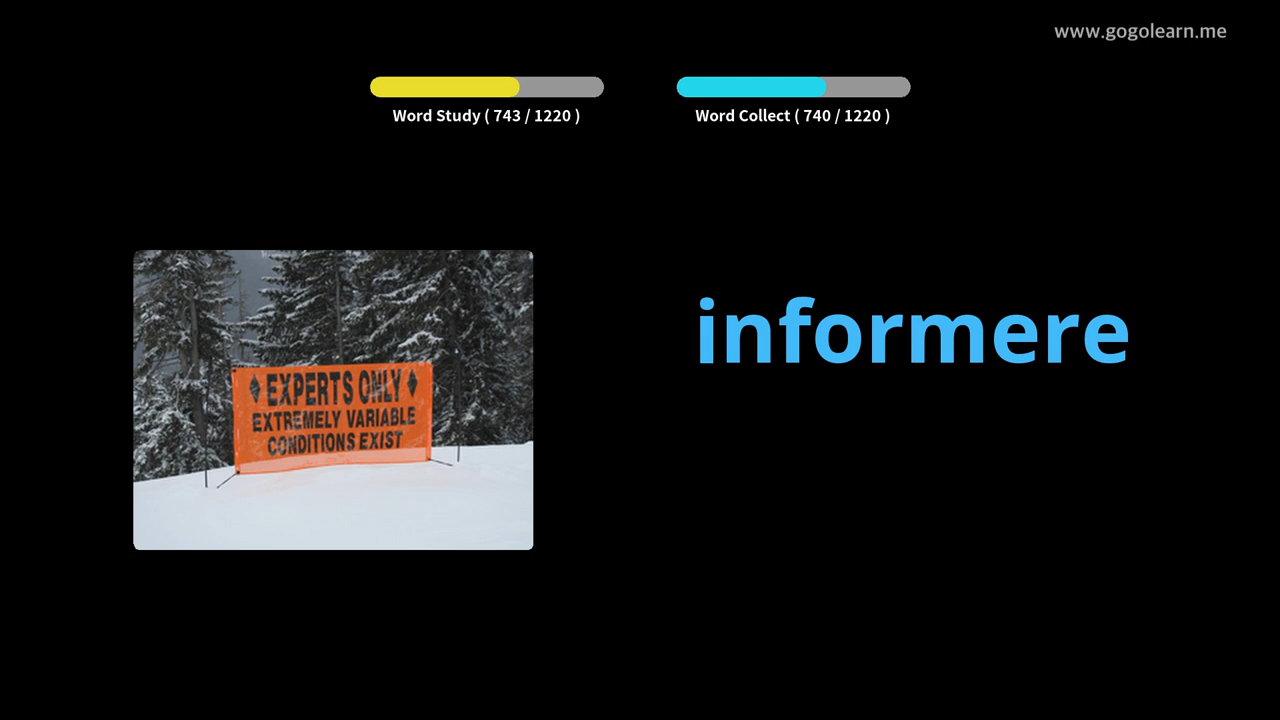 www.gogolearn.me
Word Study ( 743 / 1220 )
Word Collect ( 740 / 1220 )
informere
EXPERTS ONLY
EXTREMELY VARIABLE
CONDITIONS EXIST